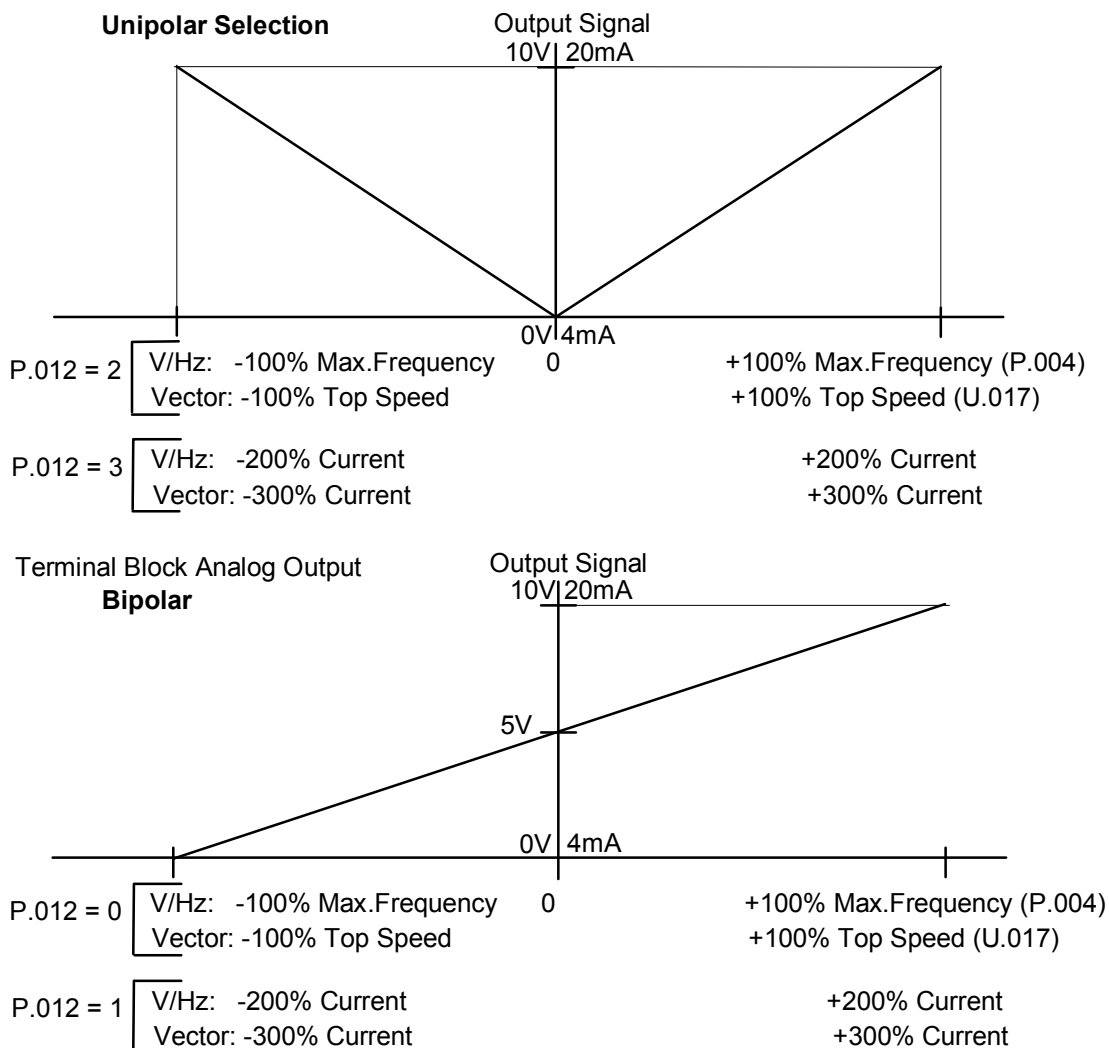 Unipolar Selection
Output Signal
10V 20mA
0V 4mA
P.012 = 2
V/Hz: -100% Max.Frequency 0 +100% Max.Frequency (P.004)
Vector: -100% Top Speed +100% Top Speed (U.017)
P.012 = 3
V/Hz: -200% Current +200% Current
Vector: -300% Current +300% Current
Terminal Block Analog Output
Bipolar
Output Signal
10V 20mA
5V
0V 4mA
P.012 = 0
V/Hz: -100% Max.Frequency 0 +100% Max.Frequency (P.004)
Vector: -100% Top Speed +100% Top Speed (U.017)
P.012 = 1
V/Hz: -200% Current +200% Current
Vector: -300% Current +300% Current